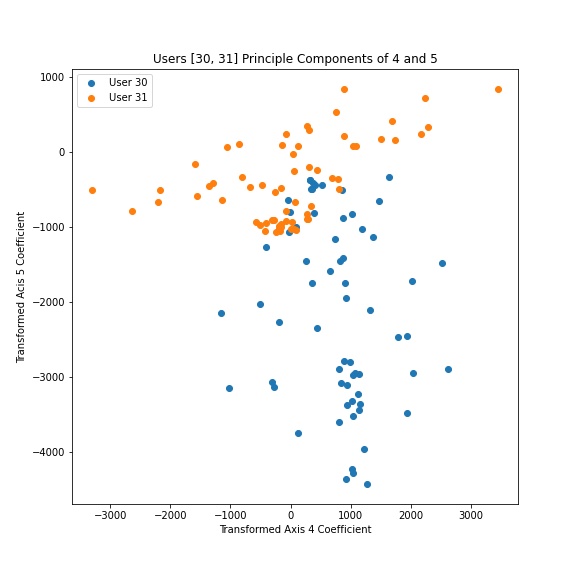 Users [30, 31] Principle Components of 4 and 5
User 30
User 31
Transformed Acis 5 Coefficient
1000
0
−1000
−2000
−3000
−4000
−3000 −2000 −1000 0 1000 2000 3000
Transformed Axis 4 Coefficient